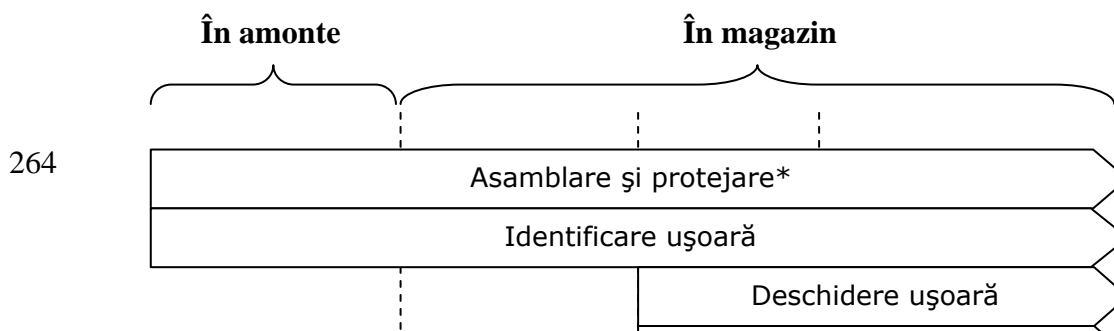 În amonte În magazin
264
Asamblare şi protejare*
Identificare uşoară
Deschidere uşoară